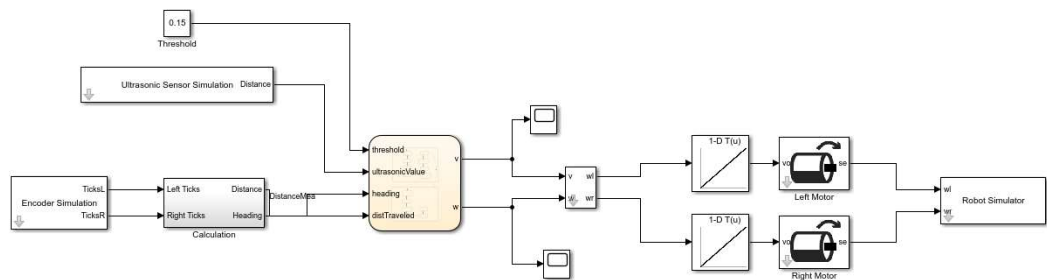 0.15
Threshold
Ultrasonic Sensor Simulation
Distance
threshold
ultrasonicValue
heading
distTraveled
v
w
TicksL
Encoder Simulation
TicksR
Left Ticks
Distance
Right Ticks
Heading
Calculation
DistanceMea
v
wl
w
wr
1-D T(u)
vo
se
Left Motor
1-D T(u)
vo
se
Right Motor
wl
Robot Simulator
wr